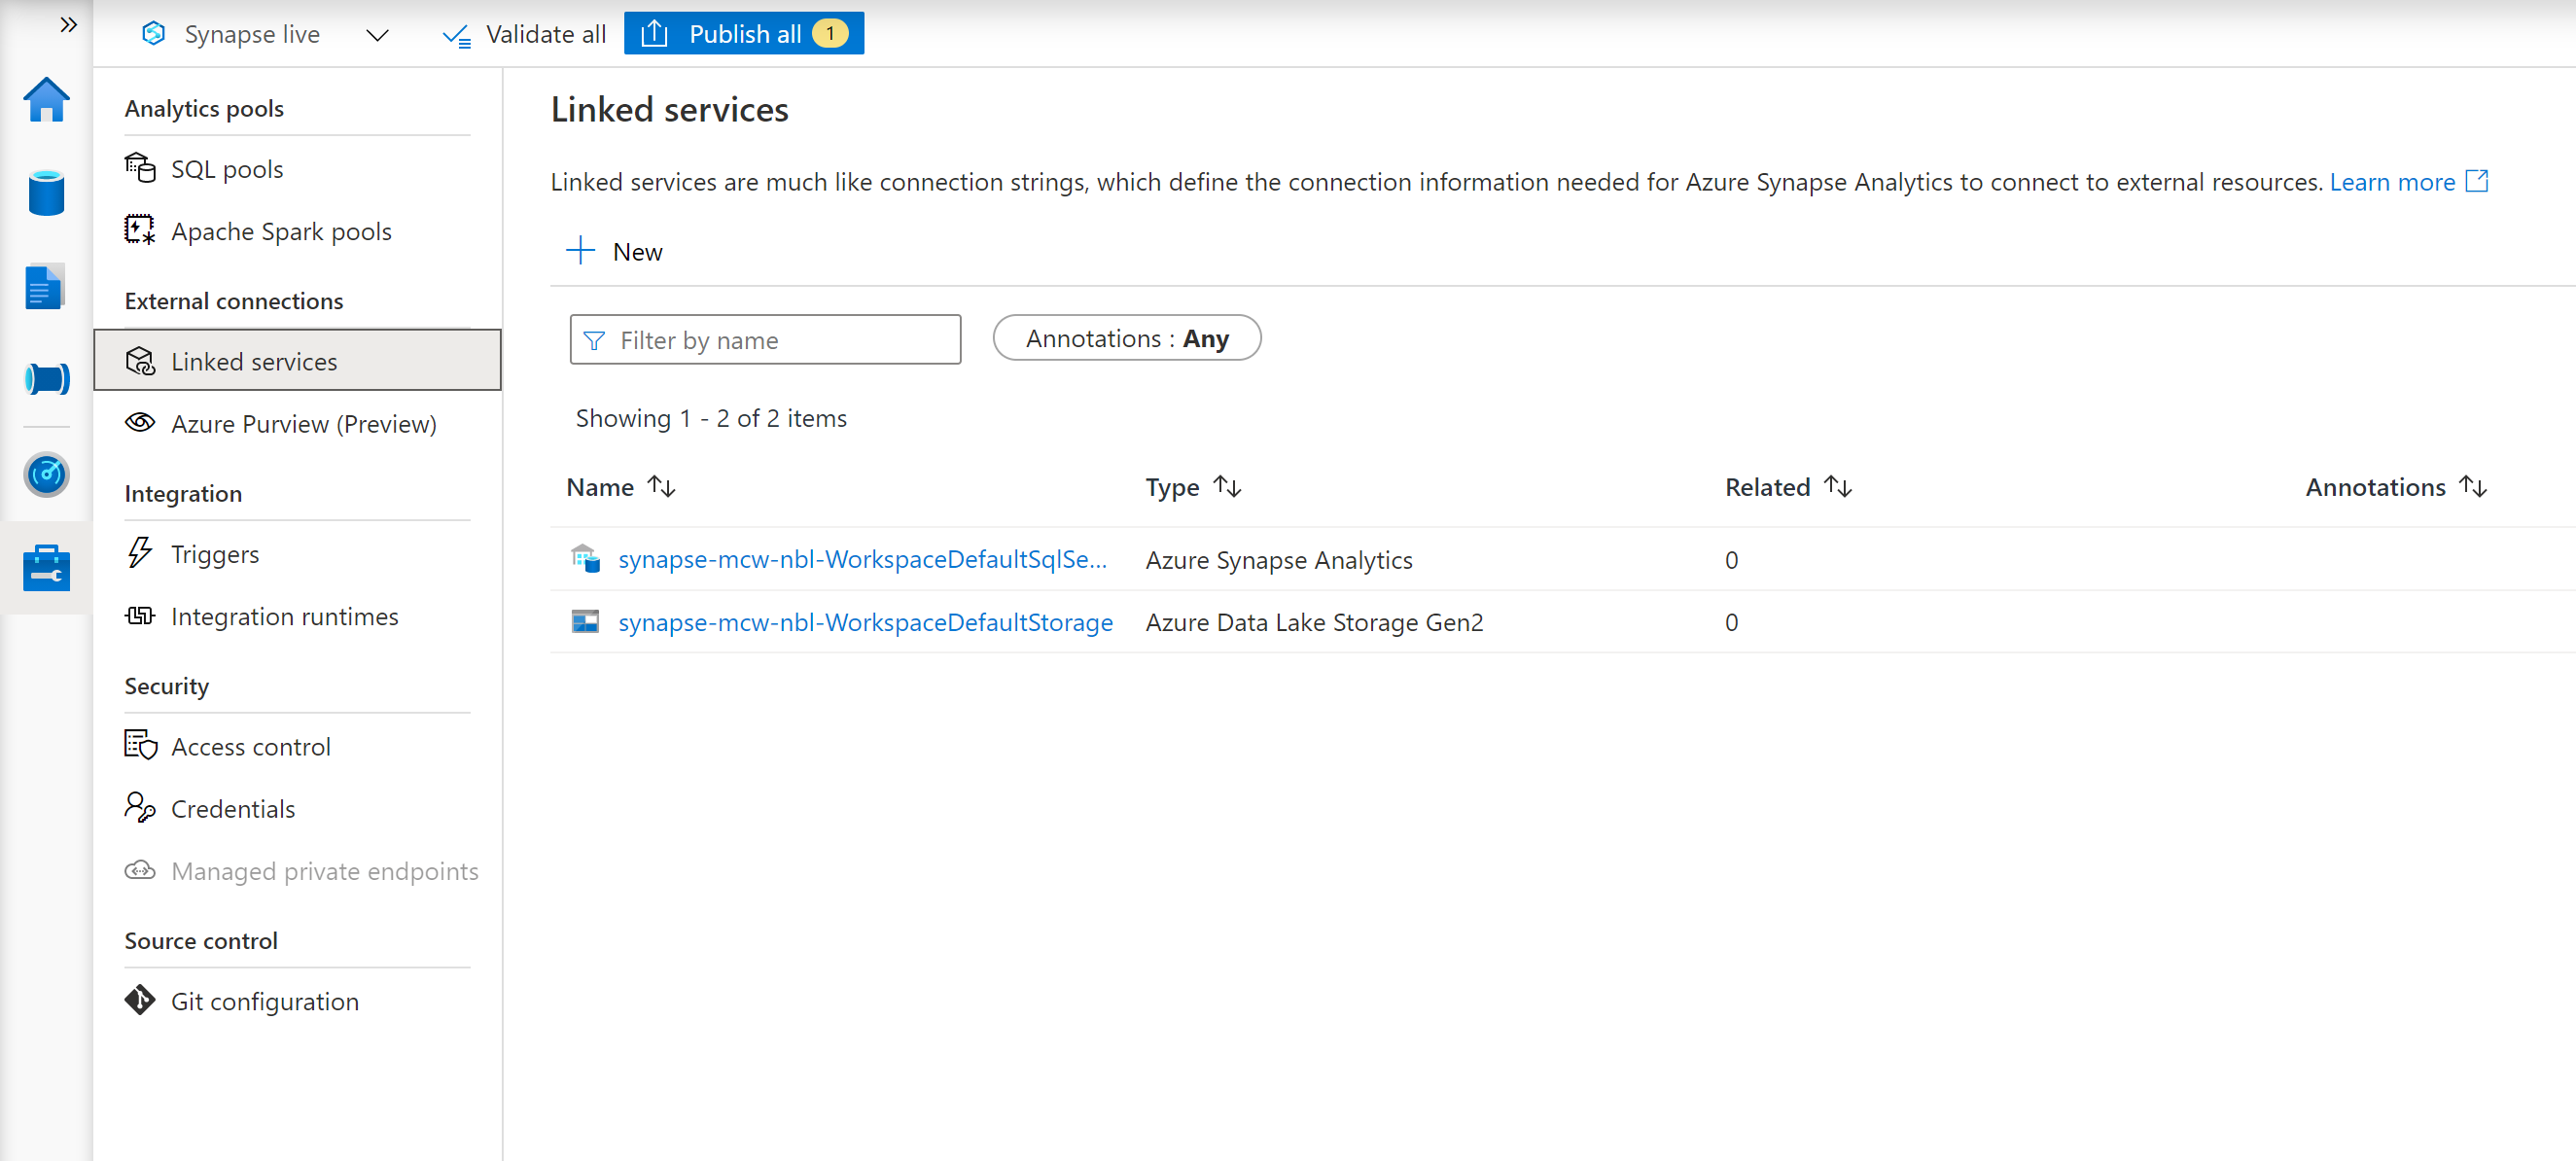 Synapse live
Validate all
Publish all 1
Analytics pools
SQL pools
Apache Spark pools
External connections
Linked services
Azure Purview (Preview)
Integration
Triggers
Integration runtimes
Security
Access control
Credentials
Managed private endpoints
Source control
Git configuration
Linked services
Linked services are much like connection strings, which define the connection information needed for Azure Synapse Analytics to connect to external resources. Learn more
New
Filter by name
Annotations : Any
Showing 1 - 2 of 2 items
Name Type Related Annotations
synapse-mcw-nbl-WorkspaceDefaultSqlSe... Azure Synapse Analytics 0
synapse-mcw-nbl-WorkspaceDefaultStorage Azure Data Lake Storage Gen2 0